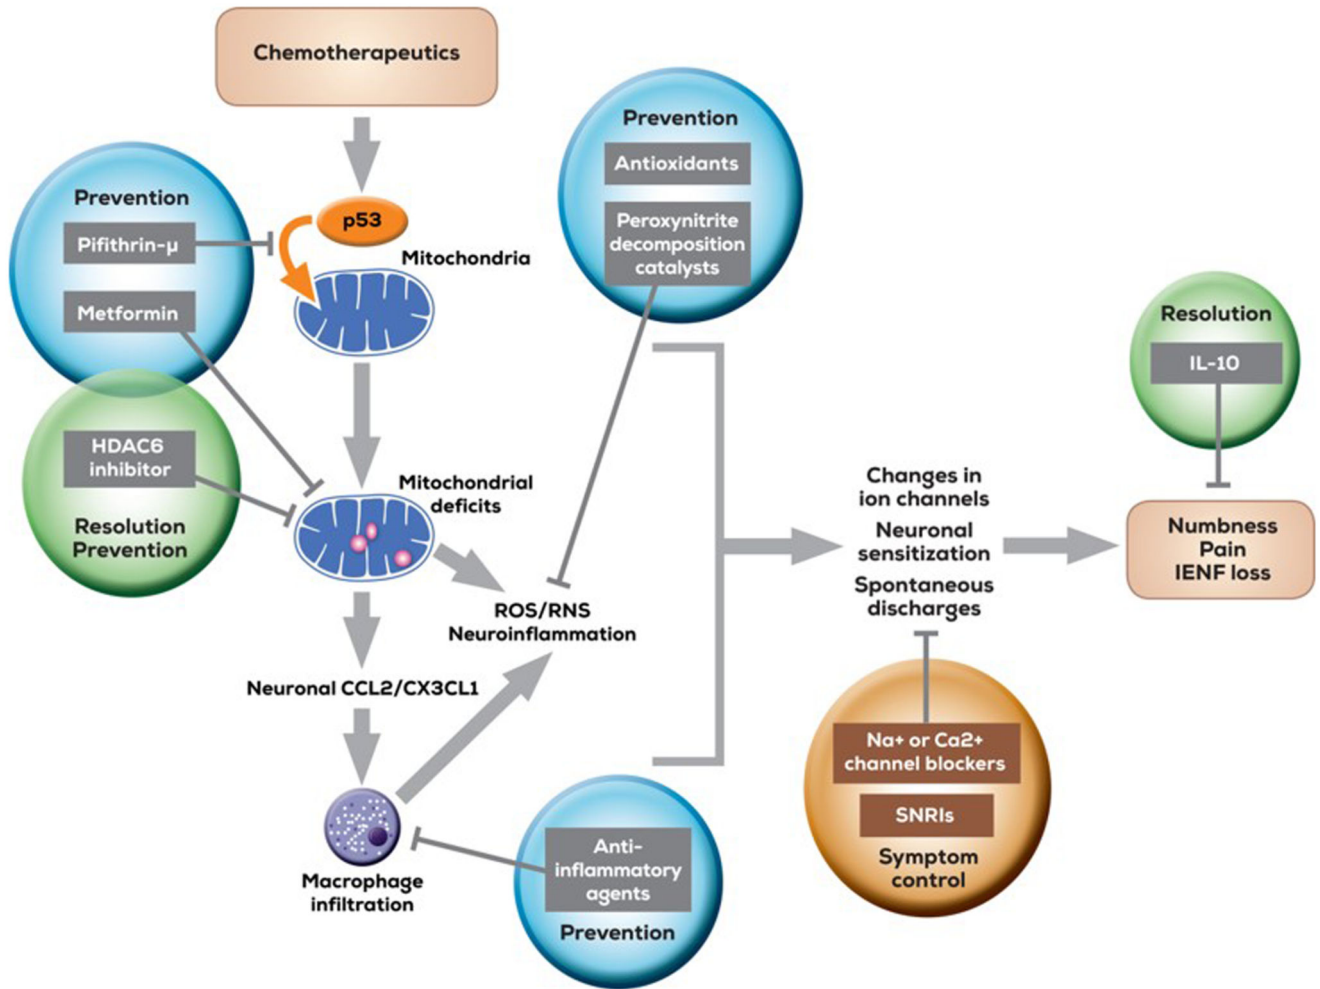 Chemotherapeutics
Prevention
Pifithrin-μ
Metformin
p53
Mitochondria
Prevention
Antioxidants
Peroxynitrite
decomposition
catalysts
HDAC6
inhibitor
Resolution
Prevention
Mitochondrial
deficits
ROS/RNS
Neuroinflammation
Neuronal CCL2/CX3CL1
Macrophage
infiltration
Anti-
inflammatory
agents
Prevention
Changes in
ion channels
Neuronal
sensitization
Spontaneous
discharges
Na+ or Ca2+
channel blockers
SNRIs
Symptom
control
Resolution
IL-10
Numbness
Pain
IENF loss